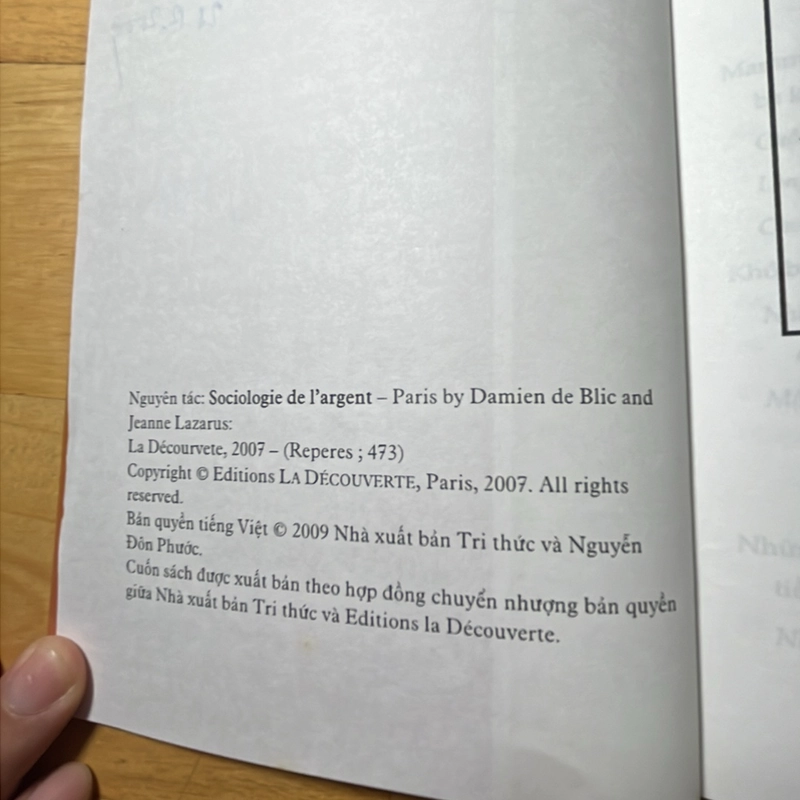 Nguyên tác: Sociologie de l'argent – Paris by Damien de Blic and
Jeanne Lazarus:
La Décourvete, 2007 – (Reperes ; 473)
Copyright © Editions LA DÉCOUVERTE, Paris, 2007. All rights
reserved.
Bản quyền tiếng Việt © 2009 Nhà xuất bản Tri thức và Nguyễn
Đôn Phước.
Cuốn sách được xuất bản theo hợp đồng chuyển nhượng bản quyền
giữa Nhà xuất bản Tri thức và Editions la Découverte.